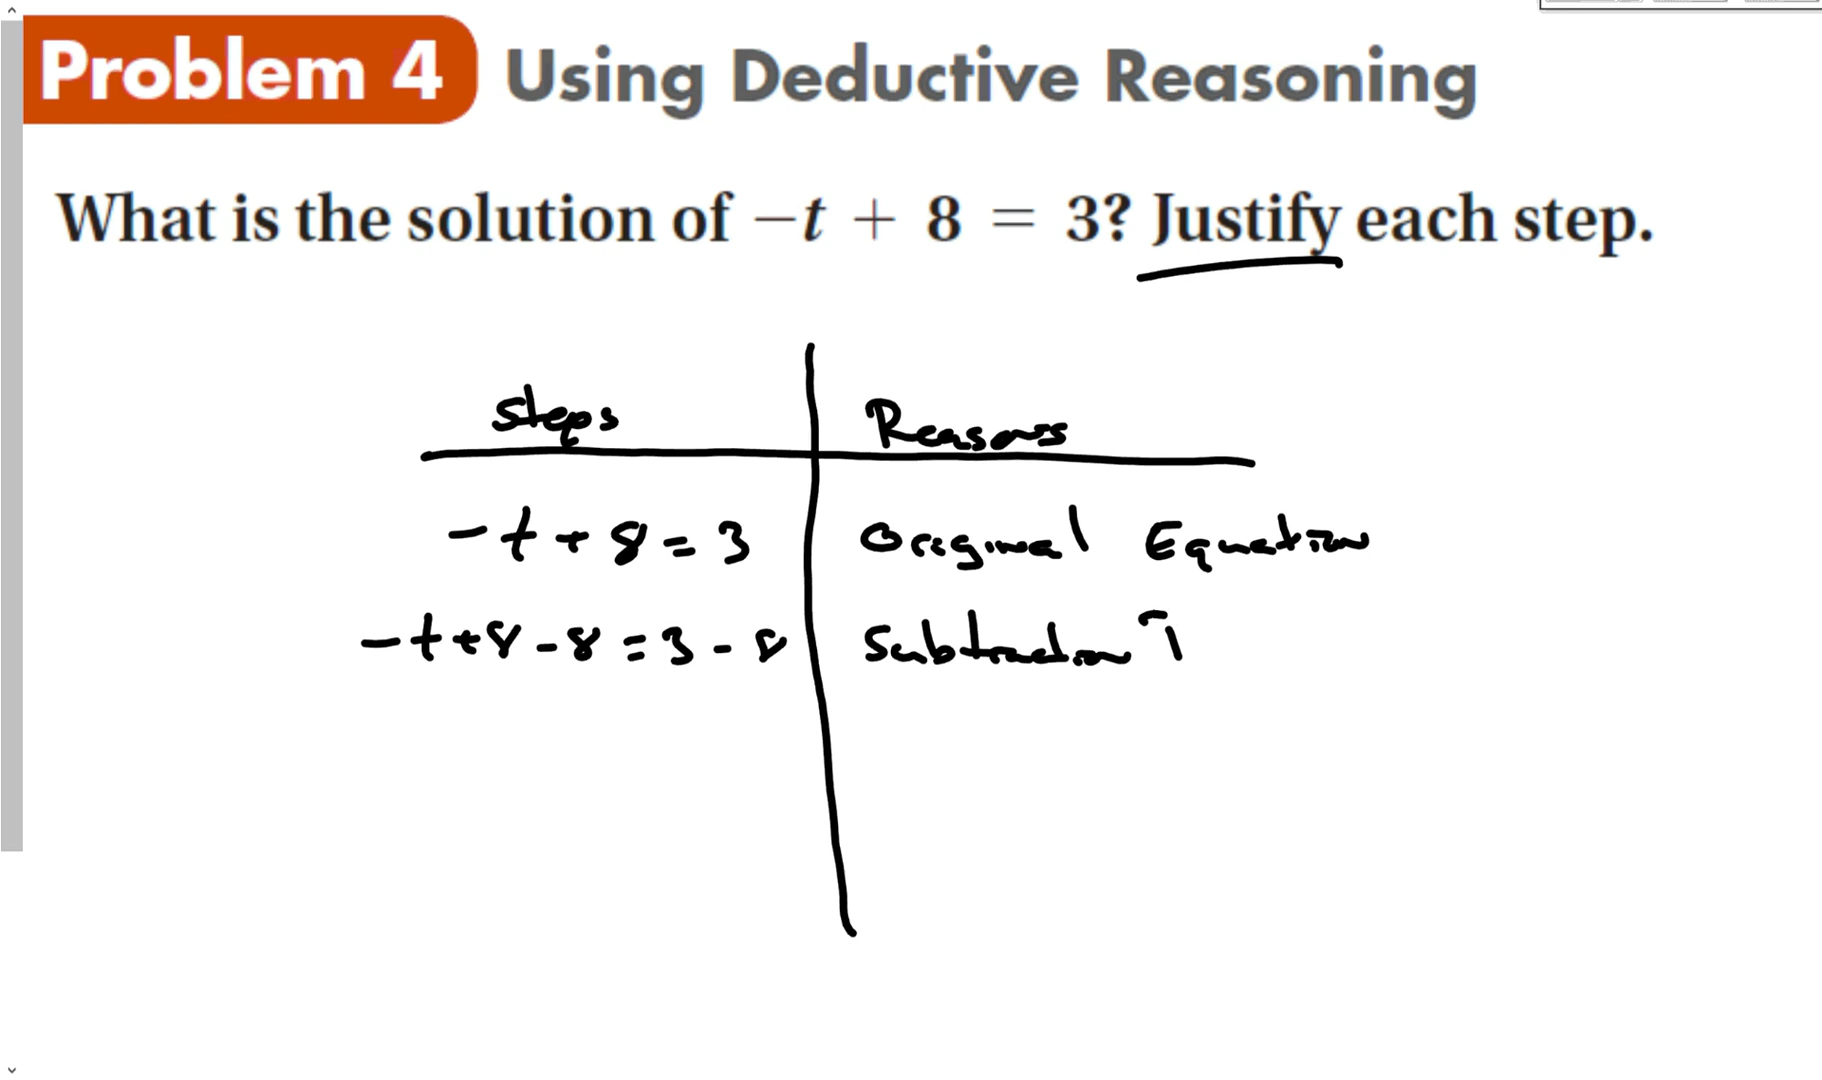 Problem 4 Using Deductive Reasoning
What is the solution of −t + 8 = 3? Justify each step.
Steps Reasons
-t + 8 = 3 Original Equation
-t+8-8=3-8 Subtraction